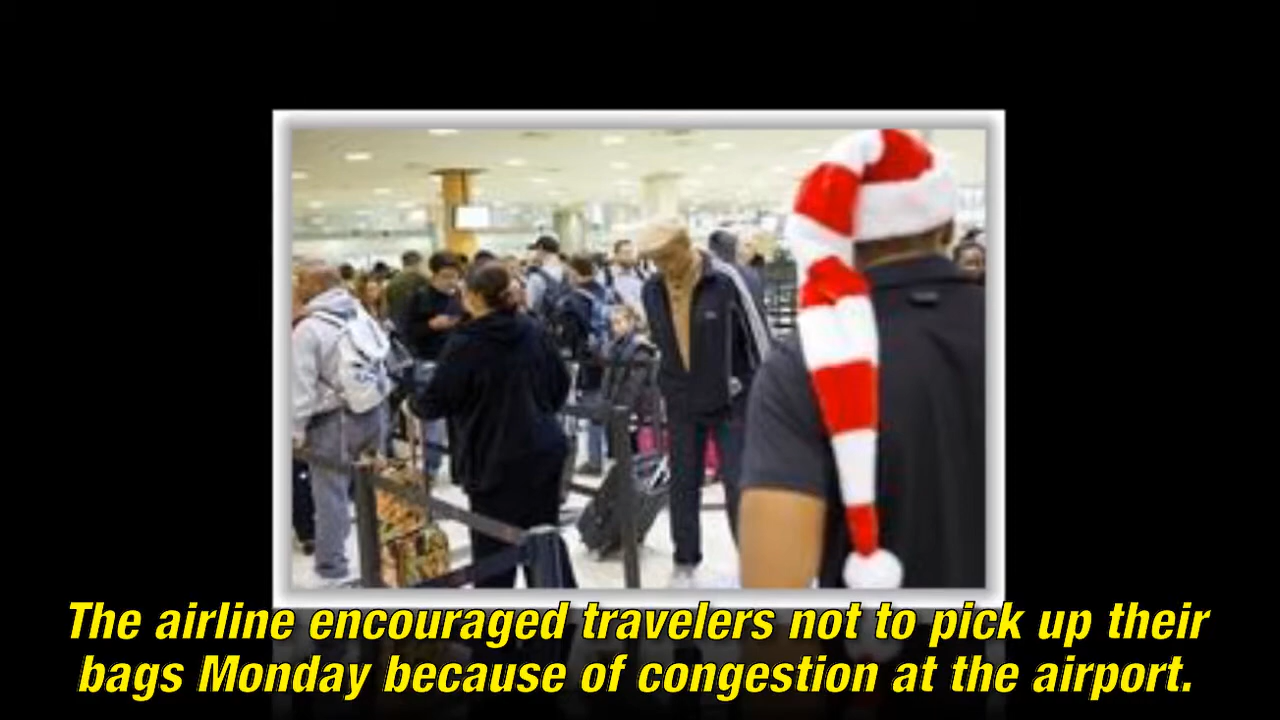 The airline encouraged travelers not to pick up their
bags Monday because of congestion at the airport.